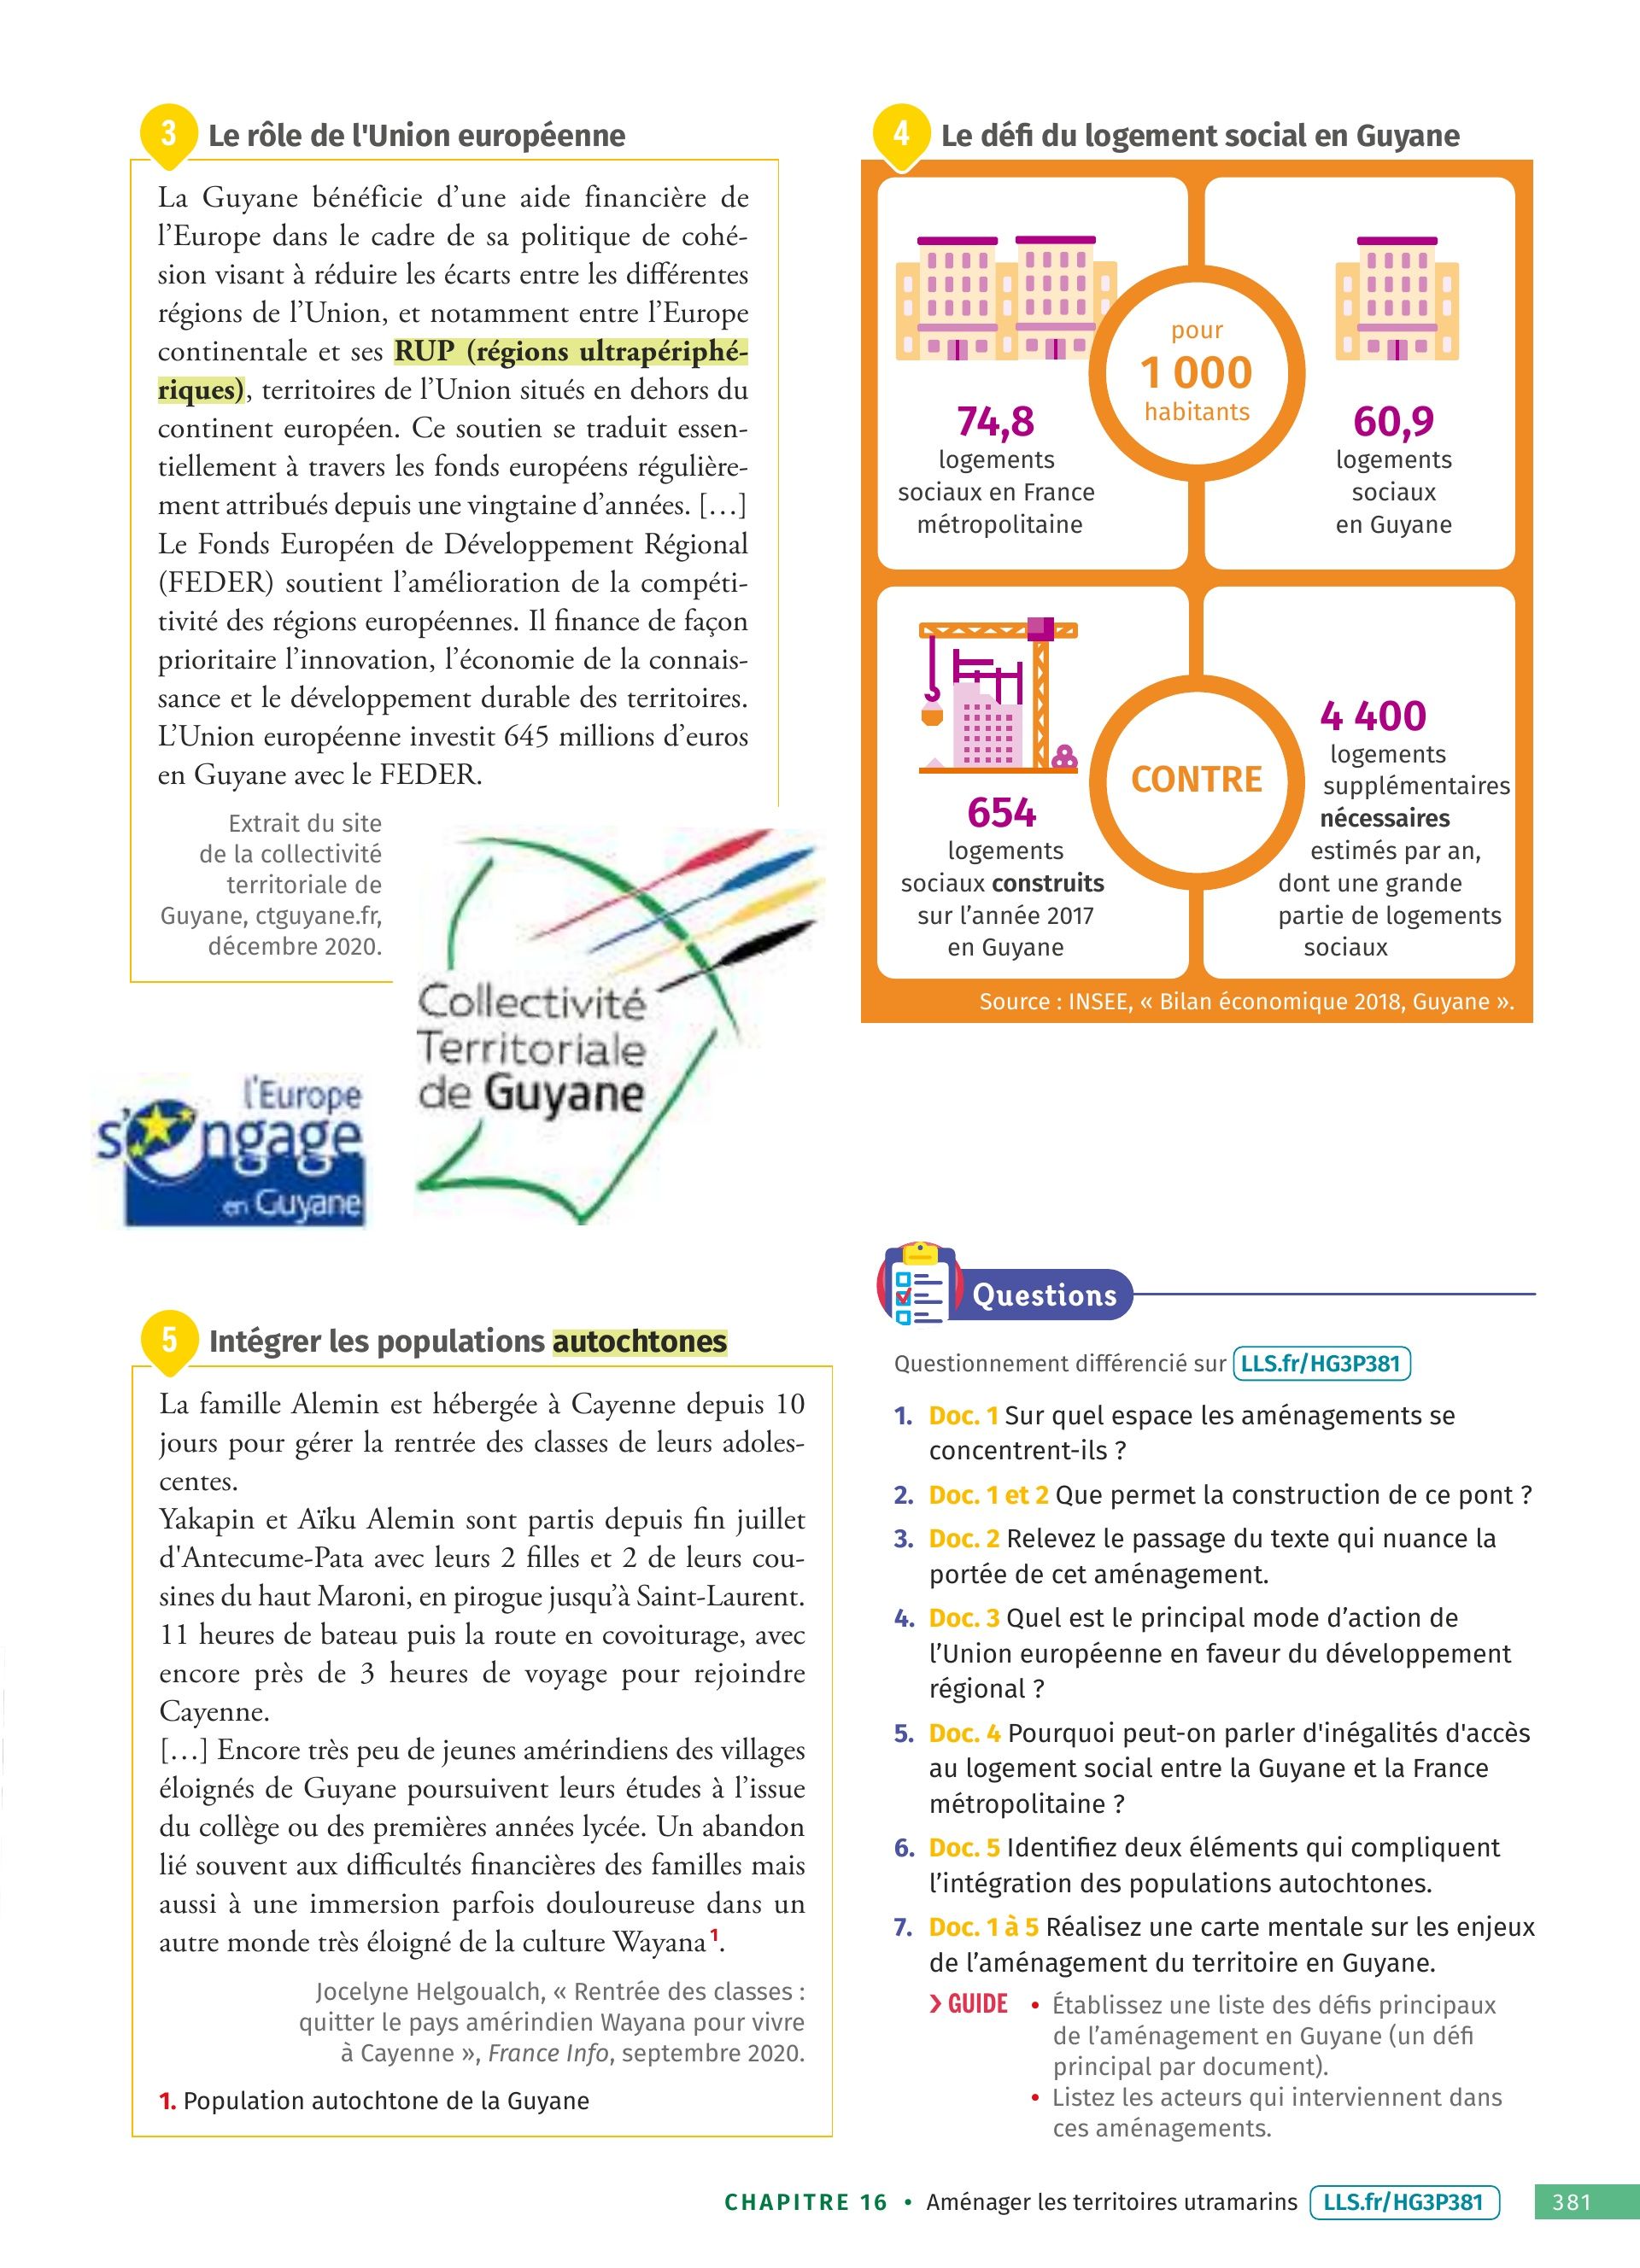 3 Le rôle de l'Union européenne
La Guyane bénéficie d'une aide financière de
l'Europe dans le cadre de sa politique de cohé-
sion visant à réduire les écarts entre les différentes
régions de l'Union, et notamment entre l'Europe
continentale et ses RUP (régions ultrapériphé-
riques), territoires de l'Union situés en dehors du
continent européen. Ce soutien se traduit essen-
tiellement à travers les fonds européens régulière-
ment attribués depuis une vingtaine d'années. […]
Le Fonds Européen de Développement Régional
(FEDER) soutient l'amélioration de la compéti-
tivité des régions européennes. Il finance de façon
prioritaire l'innovation, l'économie de la connais-
sance et le développement durable des territoires.
L'Union européenne investit 645 millions d'euros
en Guyane avec le FEDER.
Extrait du site
de la collectivité
territoriale de
Guyane, ctguyane.fr,
décembre 2020.
Collectivité
Territoriale
de Guyane
l'Europe
s'engage
en Guyane
4 Le défi du logement social en Guyane
74,8
logements
sociaux en France
métropolitaine
pour
1 000
habitants
60,9
logements
sociaux
en Guyane
654
logements
sociaux construits
sur l'année 2017
en Guyane
CONTRE
4 400
logements
supplémentaires
nécessaires
estimés par an,
dont une grande
partie de logements
sociaux
Source : INSEE, « Bilan économique 2018, Guyane ».
5 Intégrer les populations autochtones
La famille Alemin est hébergée à Cayenne depuis 10
jours pour gérer la rentrée des classes de leurs adoles-
centes.
Yakapin et Aïku Alemin sont partis depuis fin juillet
d'Antecume-Pata avec leurs 2 filles et 2 de leurs cou-
sines du haut Maroni, en pirogue jusqu'à Saint-Laurent.
11 heures de bateau puis la route en covoiturage, avec
encore près de 3 heures de voyage pour rejoindre
Cayenne.
[…] Encore très peu de jeunes amérindiens des villages
éloignés de Guyane poursuivent leurs études à l'issue
du collège ou des premières années lycée. Un abandon
lié souvent aux difficultés financières des familles mais
aussi à une immersion parfois douloureuse dans un
autre monde très éloigné de la culture Wayana 1.
Jocelyne Helgoualch, « Rentrée des classes :
quitter le pays amérindien Wayana pour vivre
à Cayenne », France Info, septembre 2020.
1. Population autochtone de la Guyane
Questions
Questionnement différencié sur LLS.fr/HG3P381
1. Doc. 1 Sur quel espace les aménagements se
concentrent-ils ?
2. Doc. 1 et 2 Que permet la construction de ce pont ?
3. Doc. 2 Relevez le passage du texte qui nuance la
portée de cet aménagement.
4. Doc. 3 Quel est le principal mode d'action de
l'Union européenne en faveur du développement
régional ?
5. Doc. 4 Pourquoi peut-on parler d'inégalités d'accès
au logement social entre la Guyane et la France
métropolitaine ?
6. Doc. 5 Identifiez deux éléments qui compliquent
l'intégration des populations autochtones.
7. Doc. 1 à 5 Réalisez une carte mentale sur les enjeux
de l'aménagement du territoire en Guyane.
› GUIDE • Établissez une liste des défis principaux
de l'aménagement en Guyane (un défi
principal par document).
• Listez les acteurs qui interviennent dans
ces aménagements.
CHAPITRE 16 • Aménager les territoires utramarins LLS.fr/HG3P381 381